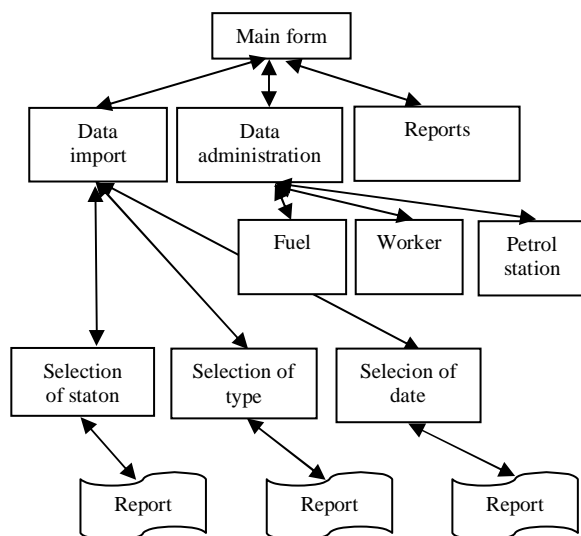 Main form
Data
import
Data
administration
Reports
Fuel
Worker
Petrol
station
Selection
of staton
Selection of
type
Selecion of
date
Report
Report
Report